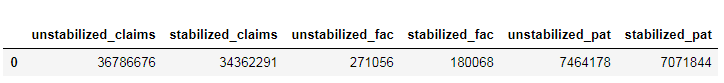 unstabilized_claims stabilized_claims unstabilized_fac stabilized_fac unstabilized_pat stabilized_pat
0 36786676 34362291 271056 180068 7464178 7071844